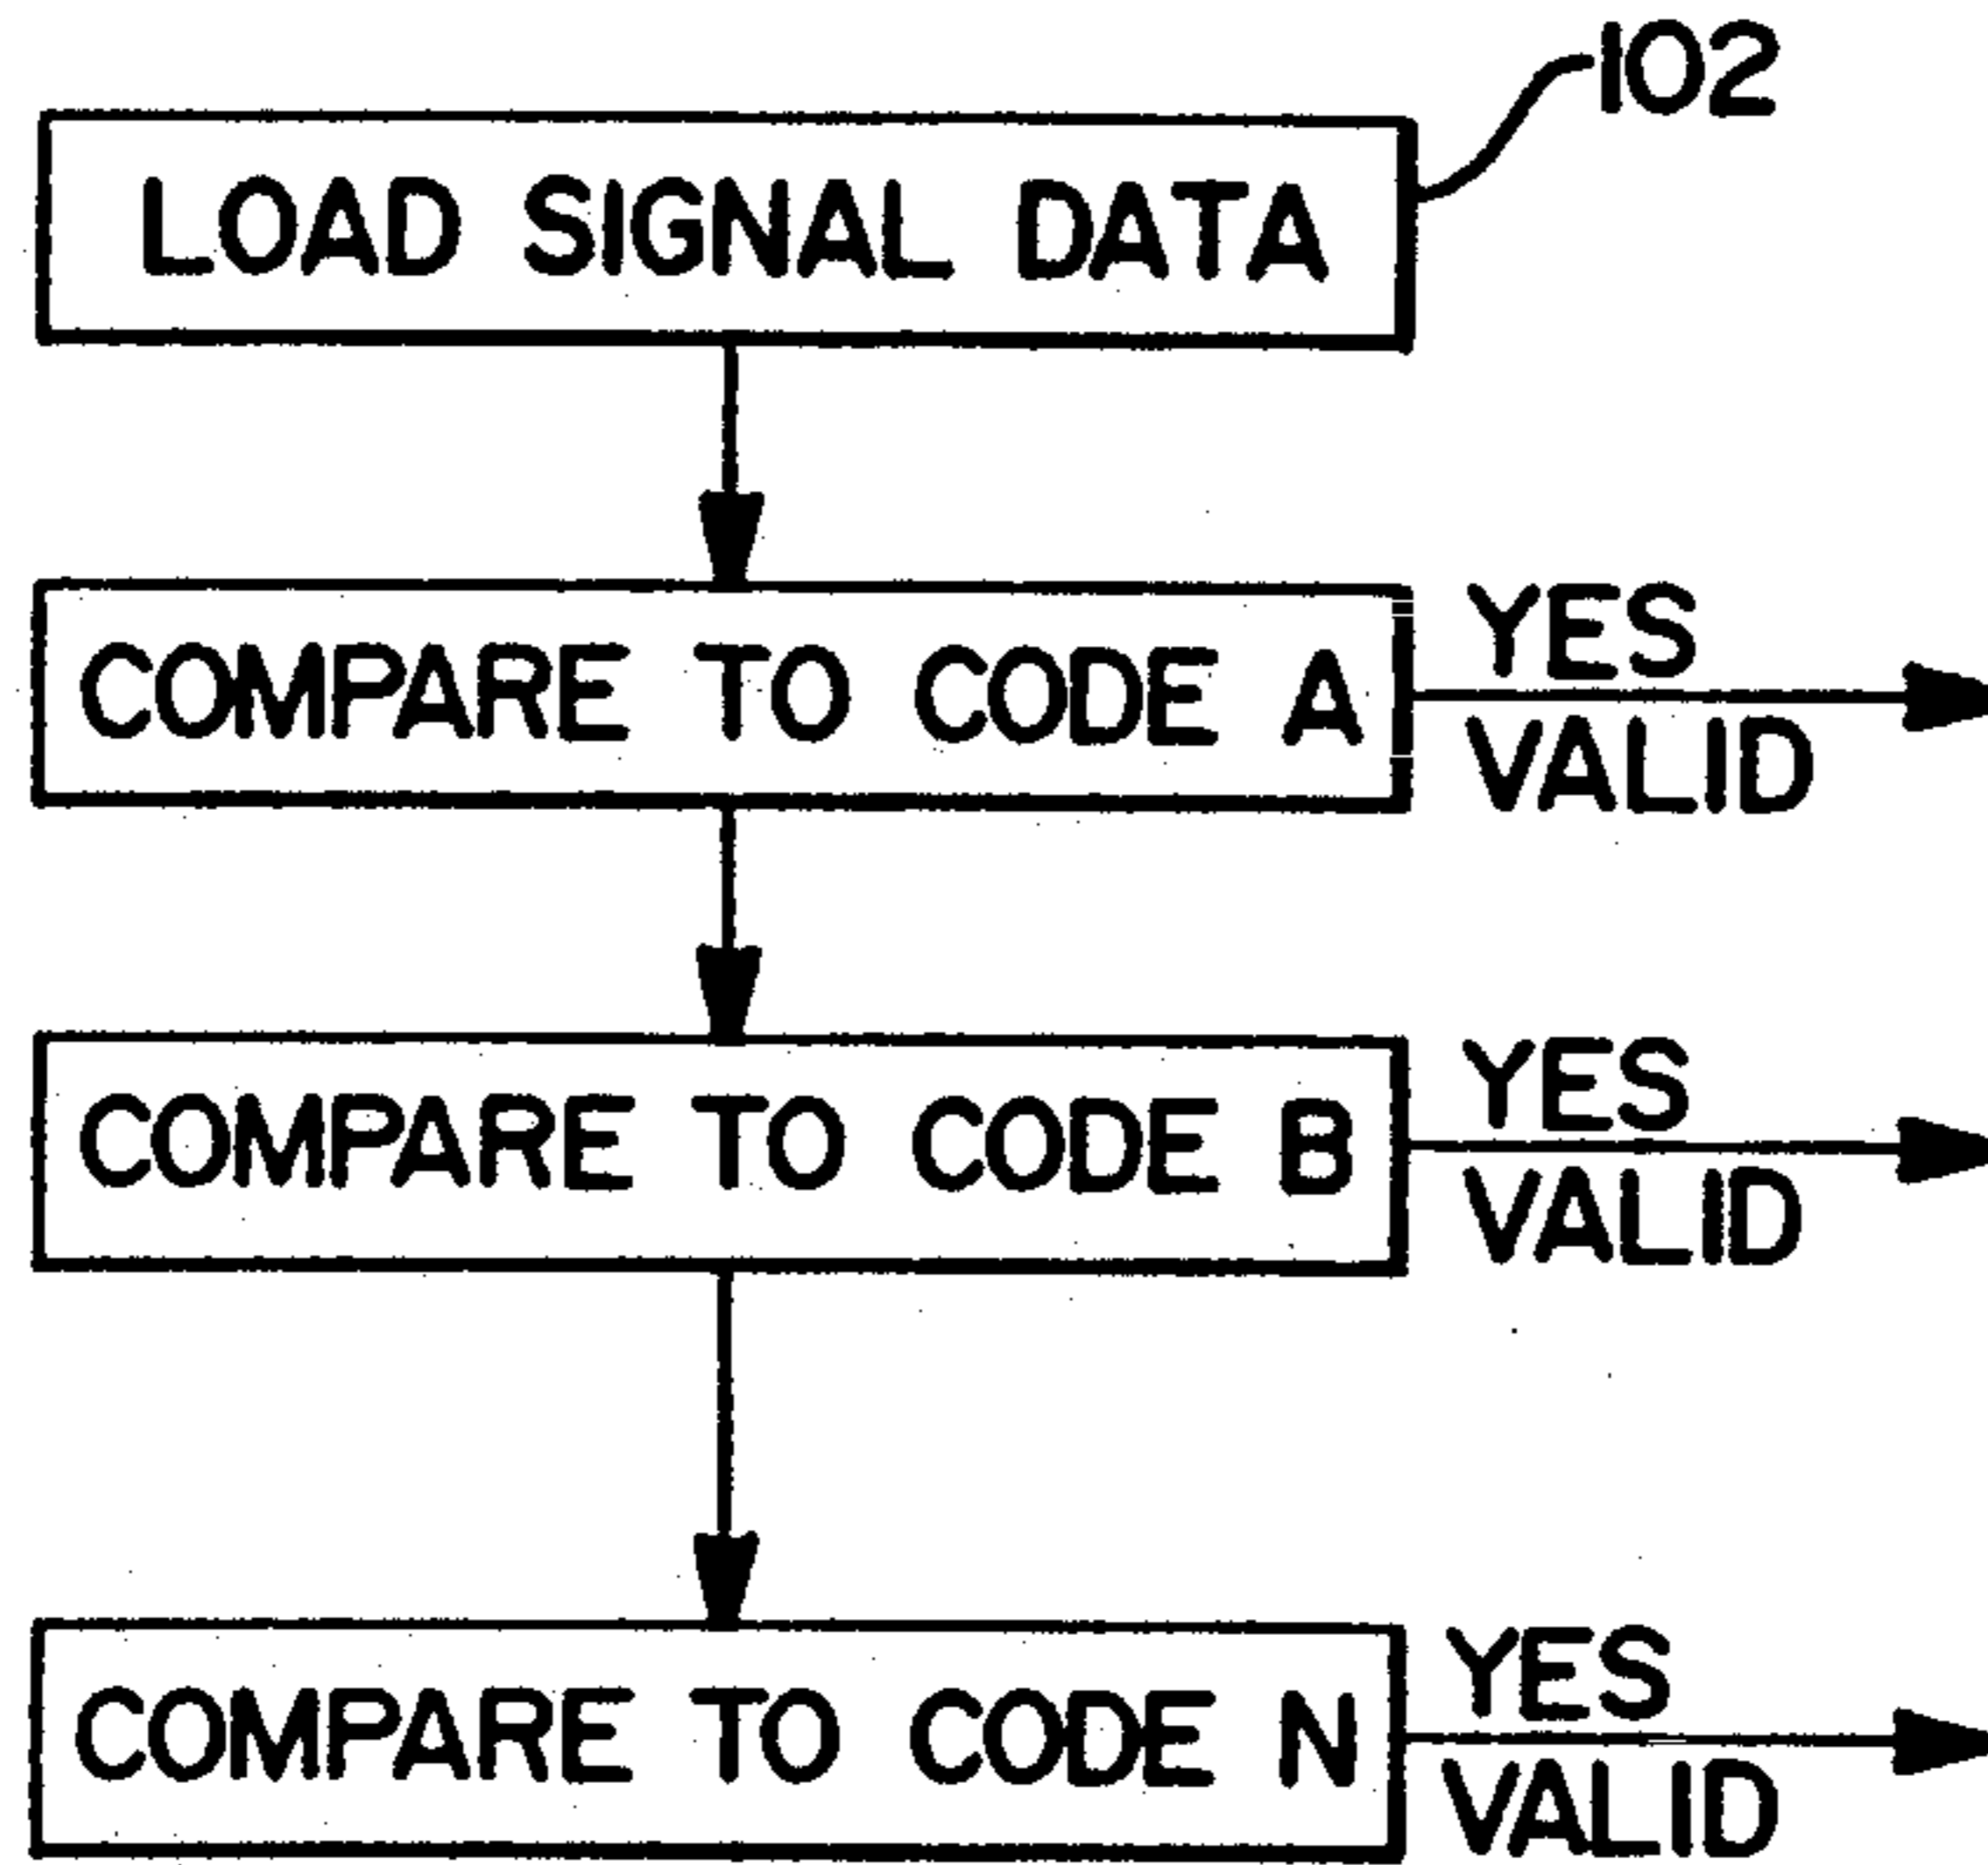 102
LOAD SIGNAL DATA
COMPARE TO CODE A
YES
VALID
COMPARE TO CODE B
YES
VALID
COMPARE TO CODE N
YES
VALID